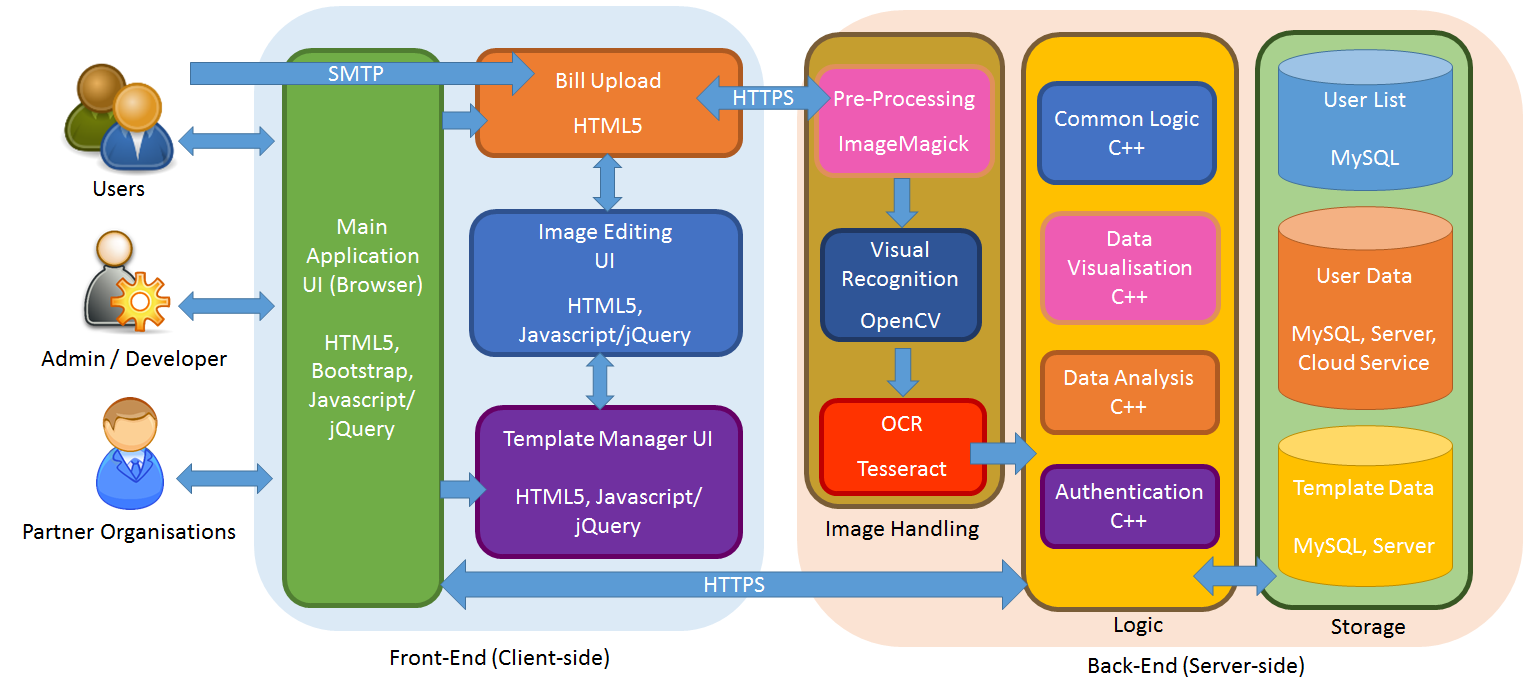 Users
Admin / Developer
Partner Organisations
SMTP
Main
Application
UI (Browser)
HTML5,
Bootstrap,
Javascript/
jQuery
Bill Upload
HTML5
Image Editing
UI
HTML5,
Javascript/jQuery
Template Manager UI
HTML5, Javascript/
jQuery
HTTPS
HTTPS
Front-End (Client-side)
Pre-Processing
ImageMagick
Visual
Recognition
OpenCV
OCR
Tesseract
Image Handling
Common Logic
C++
Data
Visualisation
C++
Data Analysis
C++
Authentication
C++
Logic
User List
MySQL
User Data
MySQL, Server,
Cloud Service
Template Data
MySQL, Server
Storage
Back-End (Server-side)